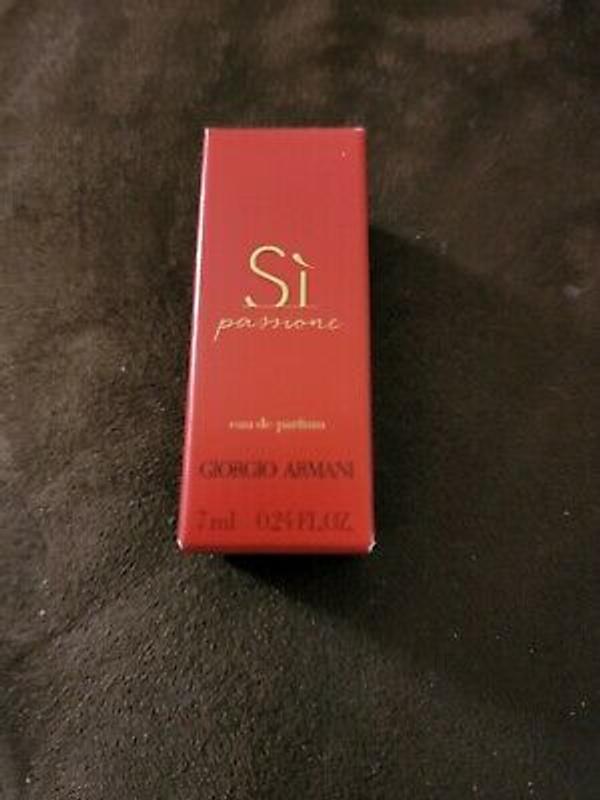 Sì
passione
eau de parfum
GIORGIO ARMANI
7 ml 0.24 FL.OZ.